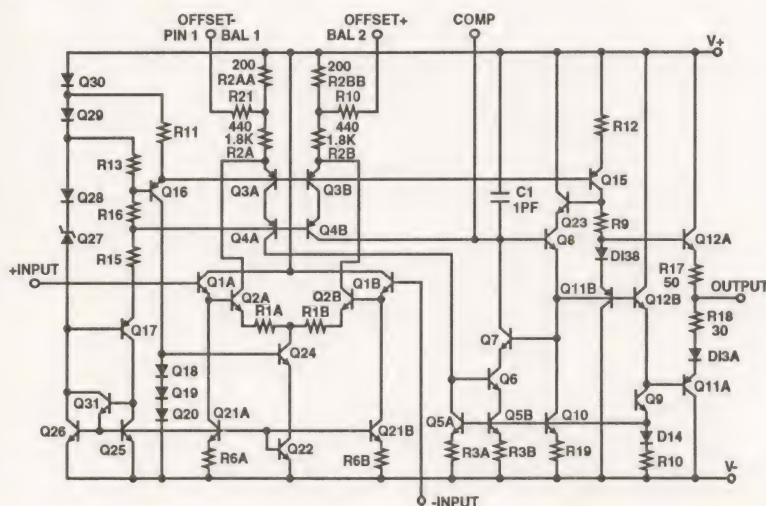 OFFSET- OFFSET+ COMP
PIN 1 BAL 1 BAL 2
V+
Q30
200
R2AA
200
R2BB
R21
R10
Q29
R11
440
1.8K
R2A
440
1.8K
R2B
R12
R13
Q16
Q3A
Q3B
C1
1PF
Q15
Q28
R16
Q23
R9
Q4A
Q4B
Q8
Q12A
Q27
R15
DI38
R17
50
+INPUT
Q1A
Q2A
Q2B
Q1B
Q11B
Q12B
OUTPUT
R1A
R1B
R18
30
Q17
Q7
Q24
DI3A
Q18
Q6
Q11A
Q31
Q19
Q9
Q20
Q21A
Q5A
Q5B
Q10
Q26
Q21B
D14
Q25
Q22
R6A
R6B
R3A
R3B
R19
R10
V-
-INPUT